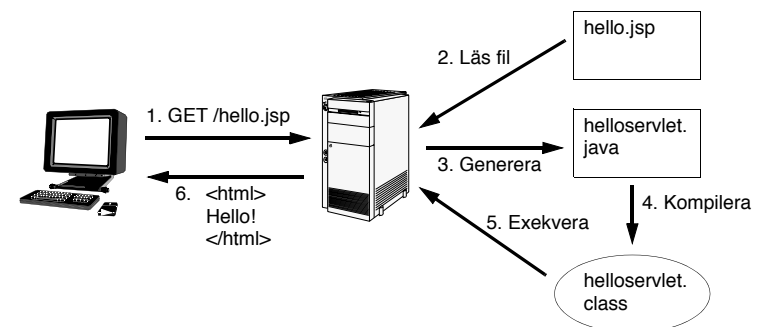 hello.jsp
2. Läs fil
1. GET /hello.jsp
helloservlet.
java
3. Generera
6. <html>
Hello!
</html>
4. Kompilera
5. Exekvera
helloservlet.
class